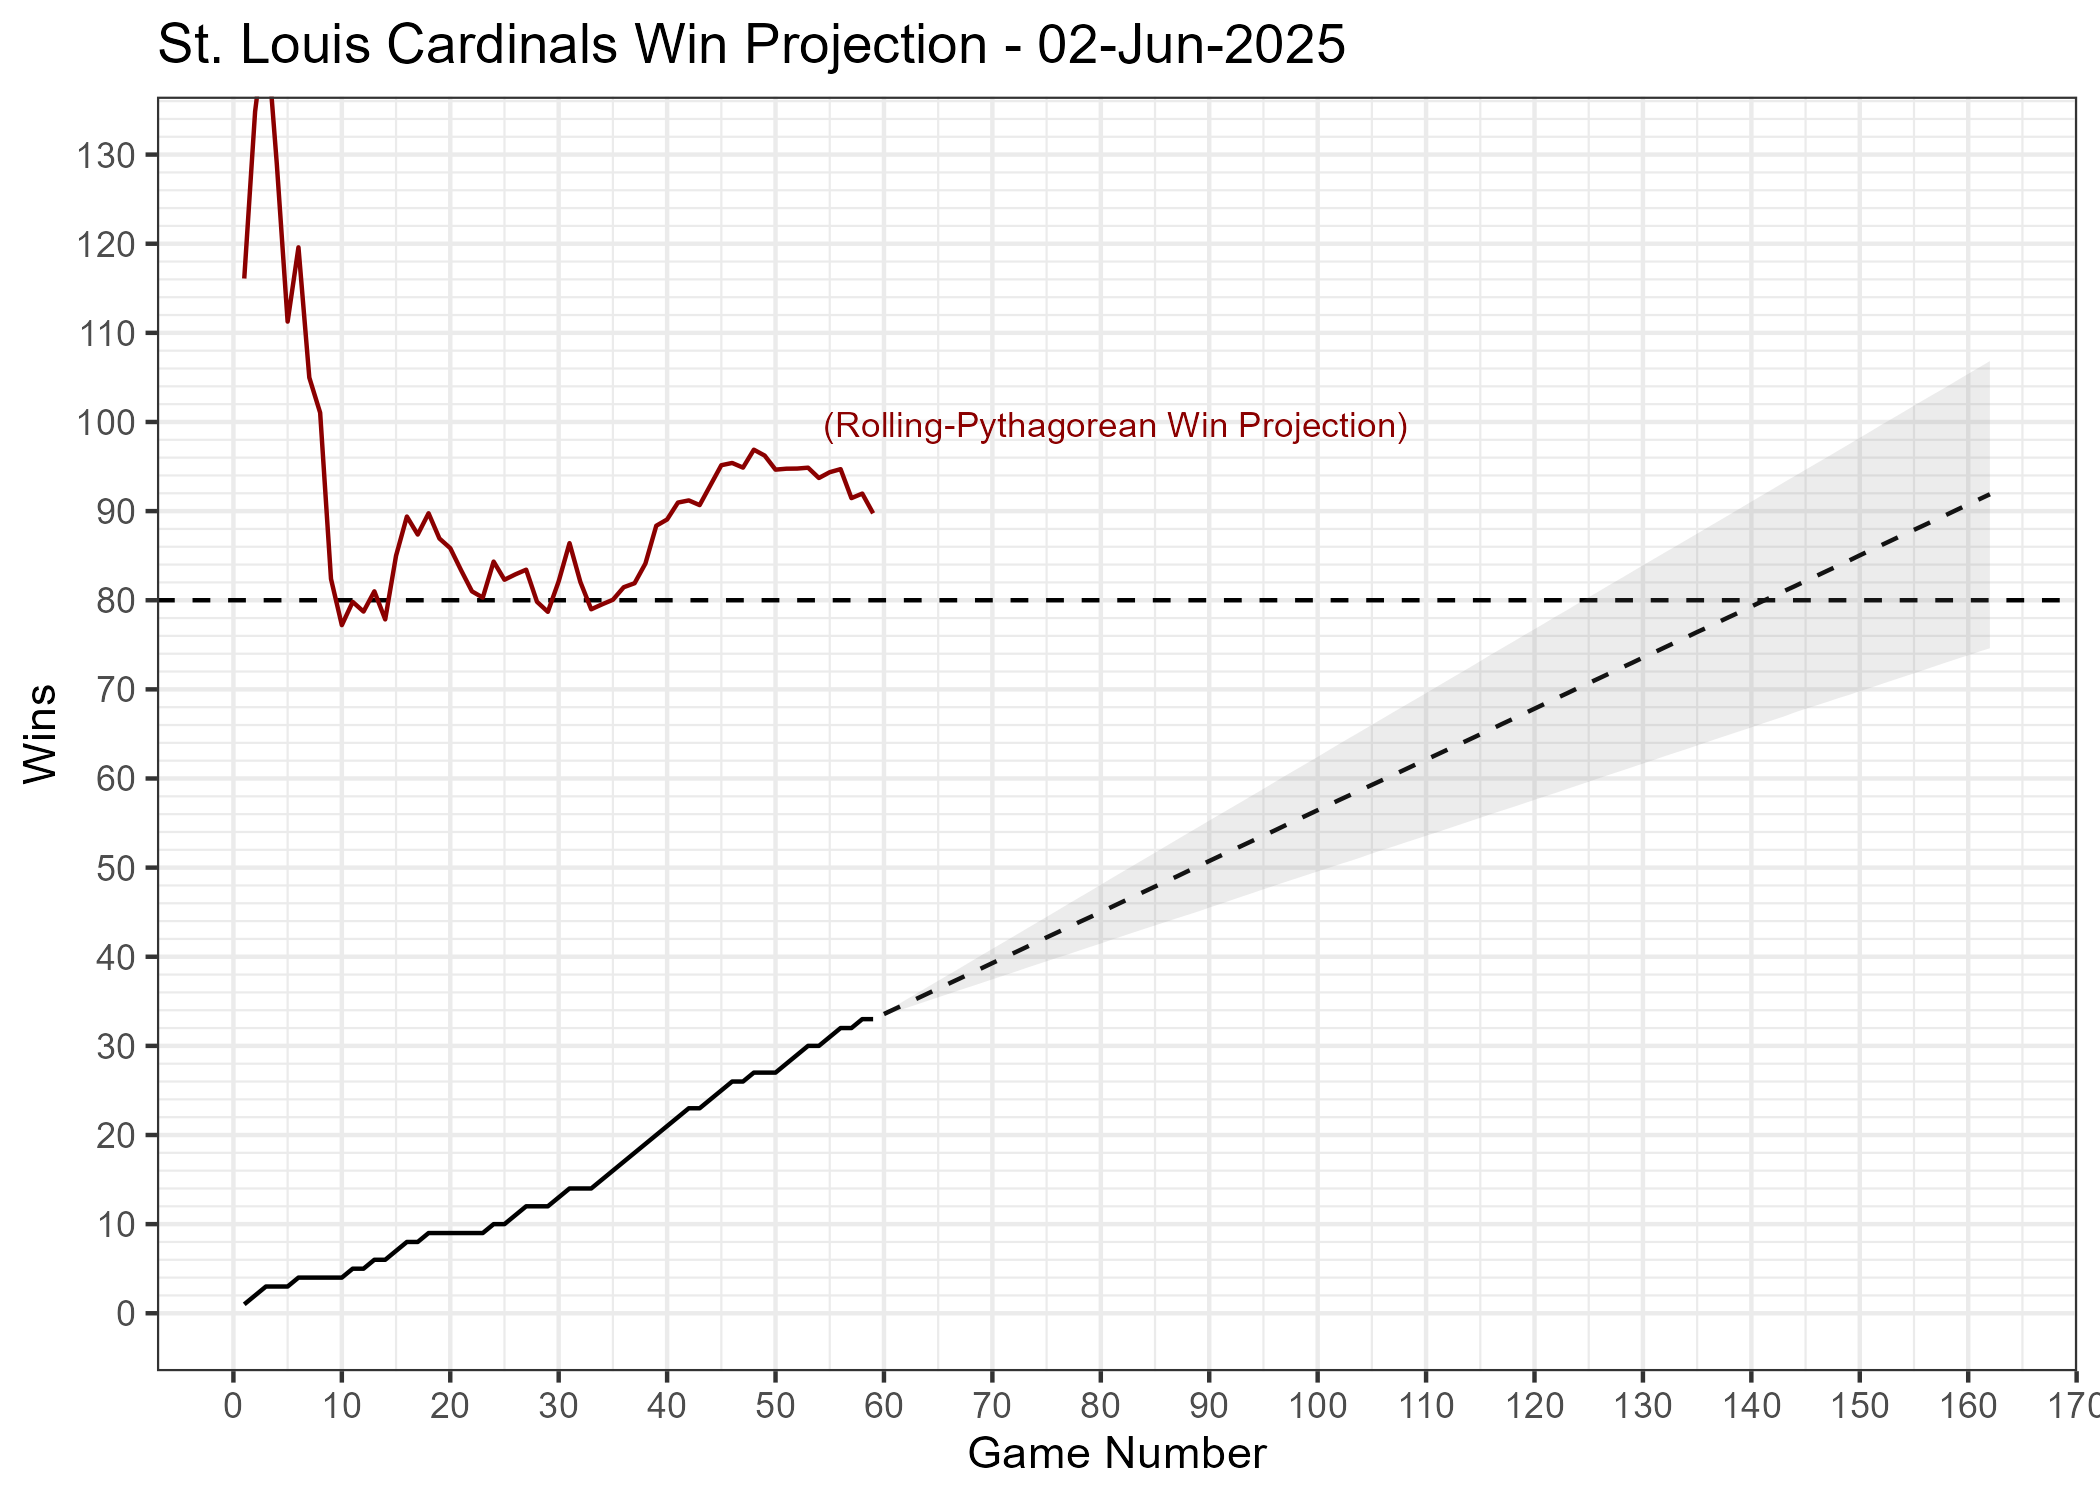 St. Louis Cardinals Win Projection - 02-Jun-2025
130
120
110
100
(Rolling-Pythagorean Win Projection)
90
80
70
60
50
40
30
20
10
0
Wins
0 10 20 30 40 50 60 70 80 90 100 110 120 130 140 150 160 170
Game Number